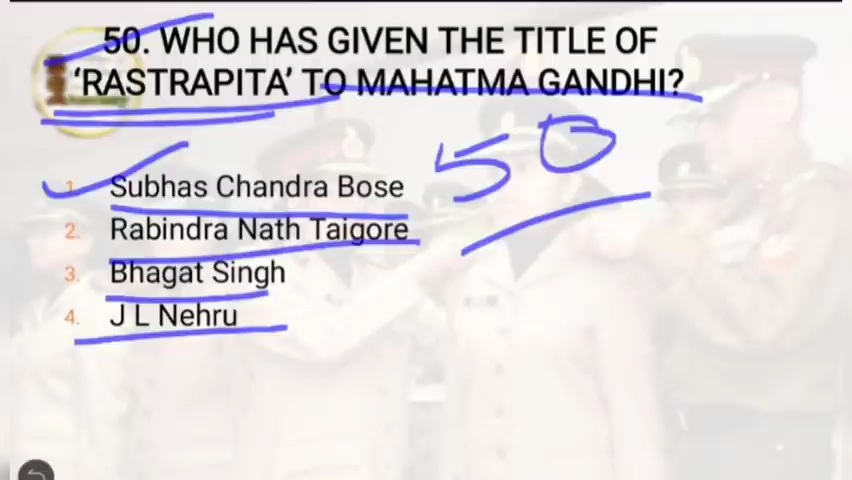 50. WHO HAS GIVEN THE TITLE OF
‘RASTRAPITA’ TO MAHATMA GANDHI?
50
1. Subhas Chandra Bose
2. Rabindra Nath Taigore
3. Bhagat Singh
4. J L Nehru